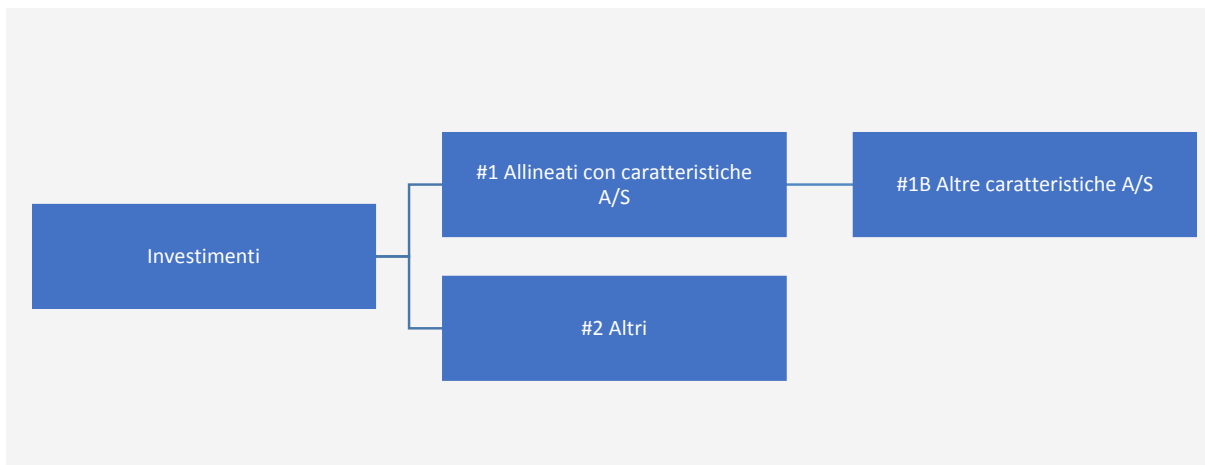 #1 Allineati con caratteristiche
A/S
#1B Altre caratteristiche A/S
Investimenti
#2 Altri